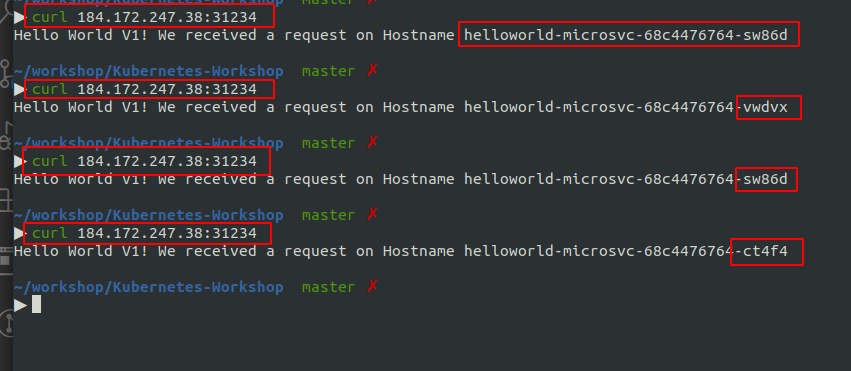 ▶ curl 184.172.247.38:31234
Hello World V1! We received a request on Hostname helloworld-microsvc-68c4476764-sw86d
~/workshop/Kubernetes-Workshop master ✗
▶ curl 184.172.247.38:31234
Hello World V1! We received a request on Hostname helloworld-microsvc-68c4476764-vwdvx
~/workshop/Kubernetes-Workshop master ✗
▶ curl 184.172.247.38:31234
Hello World V1! We received a request on Hostname helloworld-microsvc-68c4476764-sw86d
~/workshop/Kubernetes-Workshop master ✗
▶ curl 184.172.247.38:31234
Hello World V1! We received a request on Hostname helloworld-microsvc-68c4476764-ct4f4
~/workshop/Kubernetes-Workshop master ✗
▶